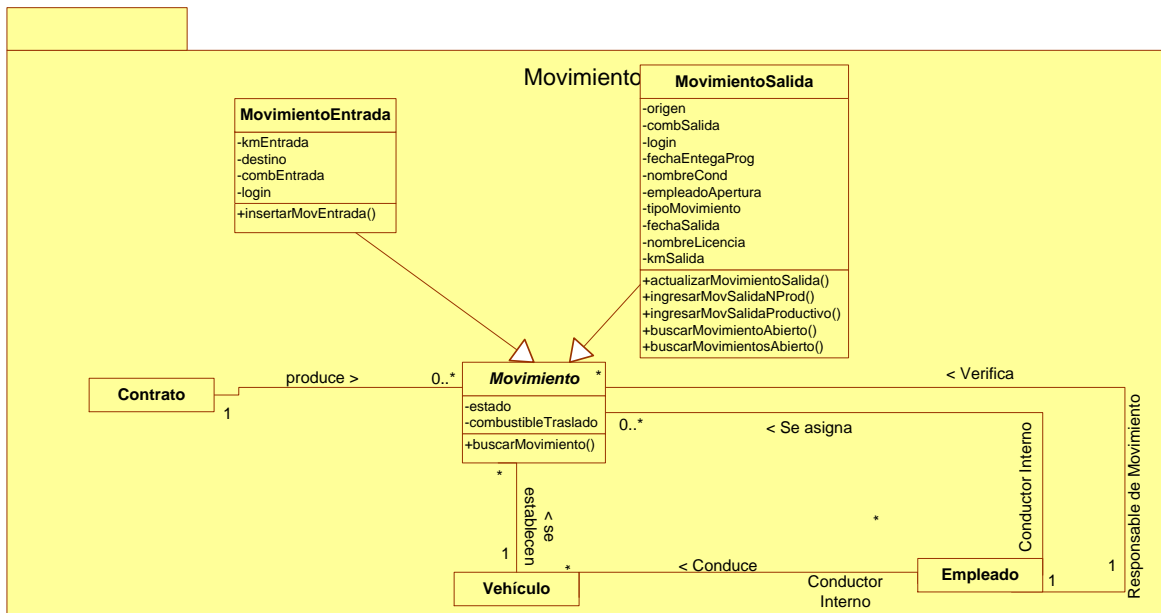 Movimiento
MovimientoEntrada
-kmEntrada
-destino
-combEntrada
-login
+insertarMovEntrada()
MovimientoSalida
-origen
-combSalida
-login
-fechaEntegaProg
-nombreCond
-empleadoApertura
-tipoMovimiento
-fechaSalida
-nombreLicencia
-kmSalida
+actualizarMovimientoSalida()
+ingresarMovSalidaNProd()
+ingresarMovSalidaProductivo()
+buscarMovimientoAbierto()
+buscarMovimientosAbierto()
Contrato
1
produce >
0..*
Movimiento
*
-estado
-combustibleTraslado
+buscarMovimiento()
< Verifica
0..*
< Se asigna
Conductor Interno
Responsable de Movimiento
*
< se
establecen
1
*
Vehículo
*
< Conduce
Conductor
Interno
Empleado
1
1